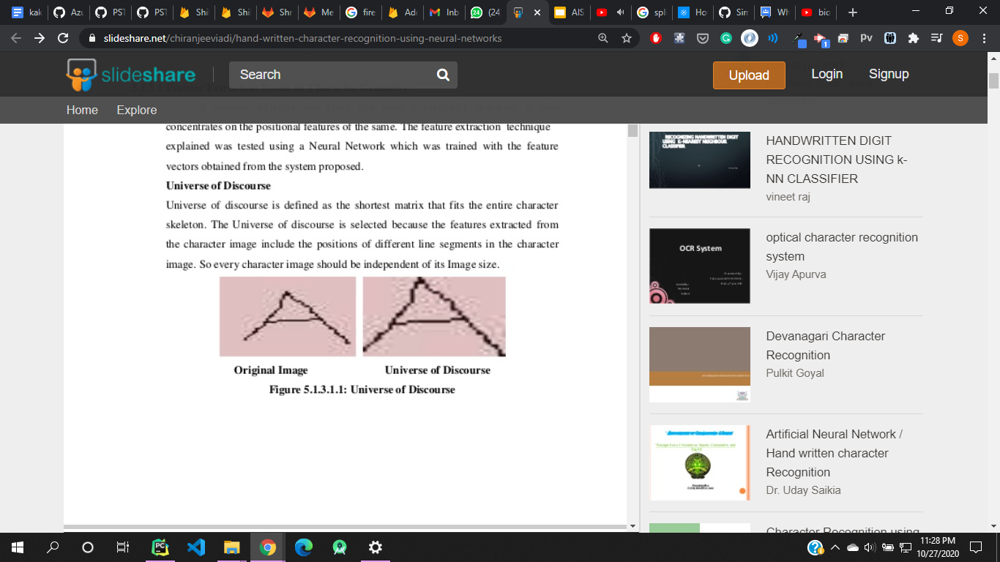 kak
Azu
PST
PST
Shi
Shi
Shr
Me
fire
Add
Inb
(24
AIS
spl
Ho
Sin
Wh
bio
slideshare.net/chiranjeeviadi/hand-written-character-recognition-using-neural-networks
Pv
1
S
slideshare
Search
Upload
Login
Signup
Home
Explore
concentrates on the positional features of the same. The feature extraction technique
explained was tested using a Neural Network which was trained with the feature
vectors obtained from the system proposed.
Universe of Discourse
Universe of discourse is defined as the shortest matrix that fits the entire character
skeleton. The Universe of discourse is selected because the features extracted from
the character image include the positions of different line segments in the character
image. So every character image should be independent of its Image size.
Original Image
Universe of Discourse
Figure 5.1.3.1.1: Universe of Discourse
RECOGNIZING HANDWRITTEN DIGIT
USING K-NEAREST NEIGHBOUR
CLASSIFIER
HANDWRITTEN DIGIT
RECOGNITION USING k-
NN CLASSIFIER
vineet raj
OCR System
optical character recognition
system
Vijay Apurva
Devanagari Character
Recognition
Pulkit Goyal
Artificial Neural Network /
Hand written character
Recognition
Dr. Uday Saikia
Character Recognition using
PC
11:28 PM
10/27/2020